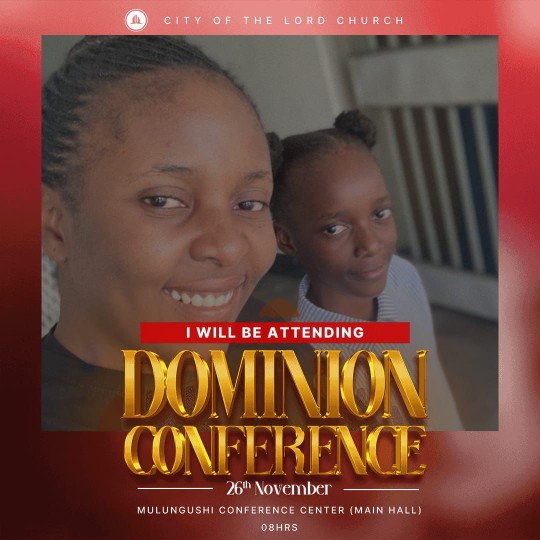 CITY OF THE LORD CHURCH
I WILL BE ATTENDING
DOMINION
CONFERENCE
26th November
MULUNGUSHI CONFERENCE CENTER (MAIN HALL)
08HRS